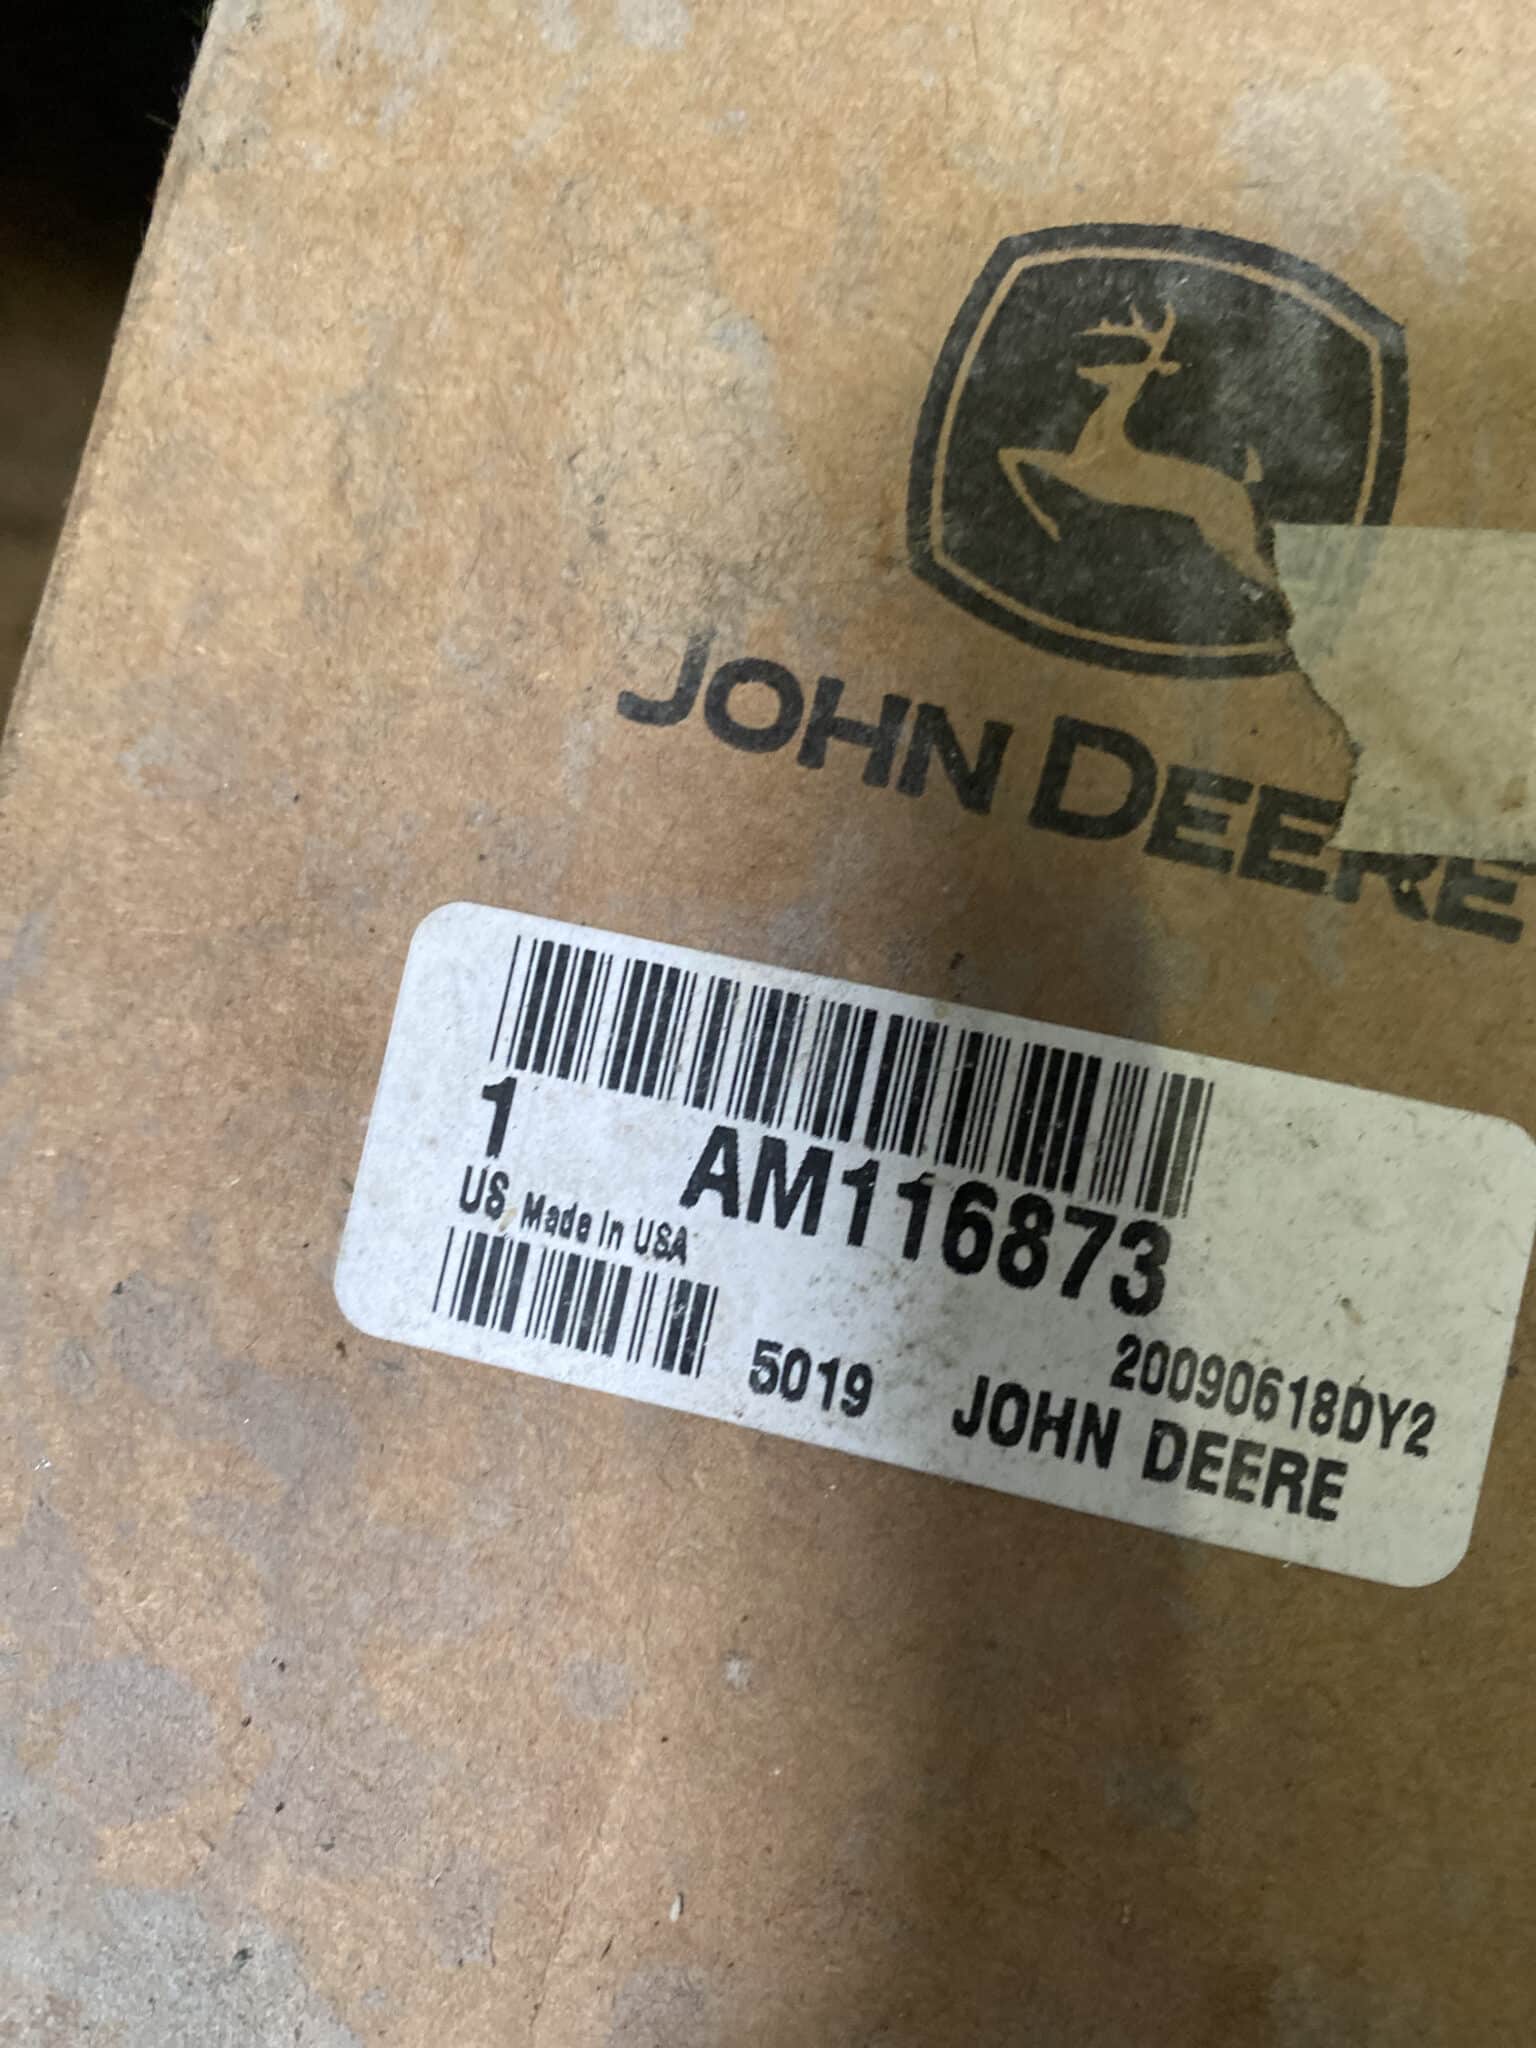 JOHN DEERE
1 AM116873
US Made In USA
20090618DY2
5019 JOHN DEERE